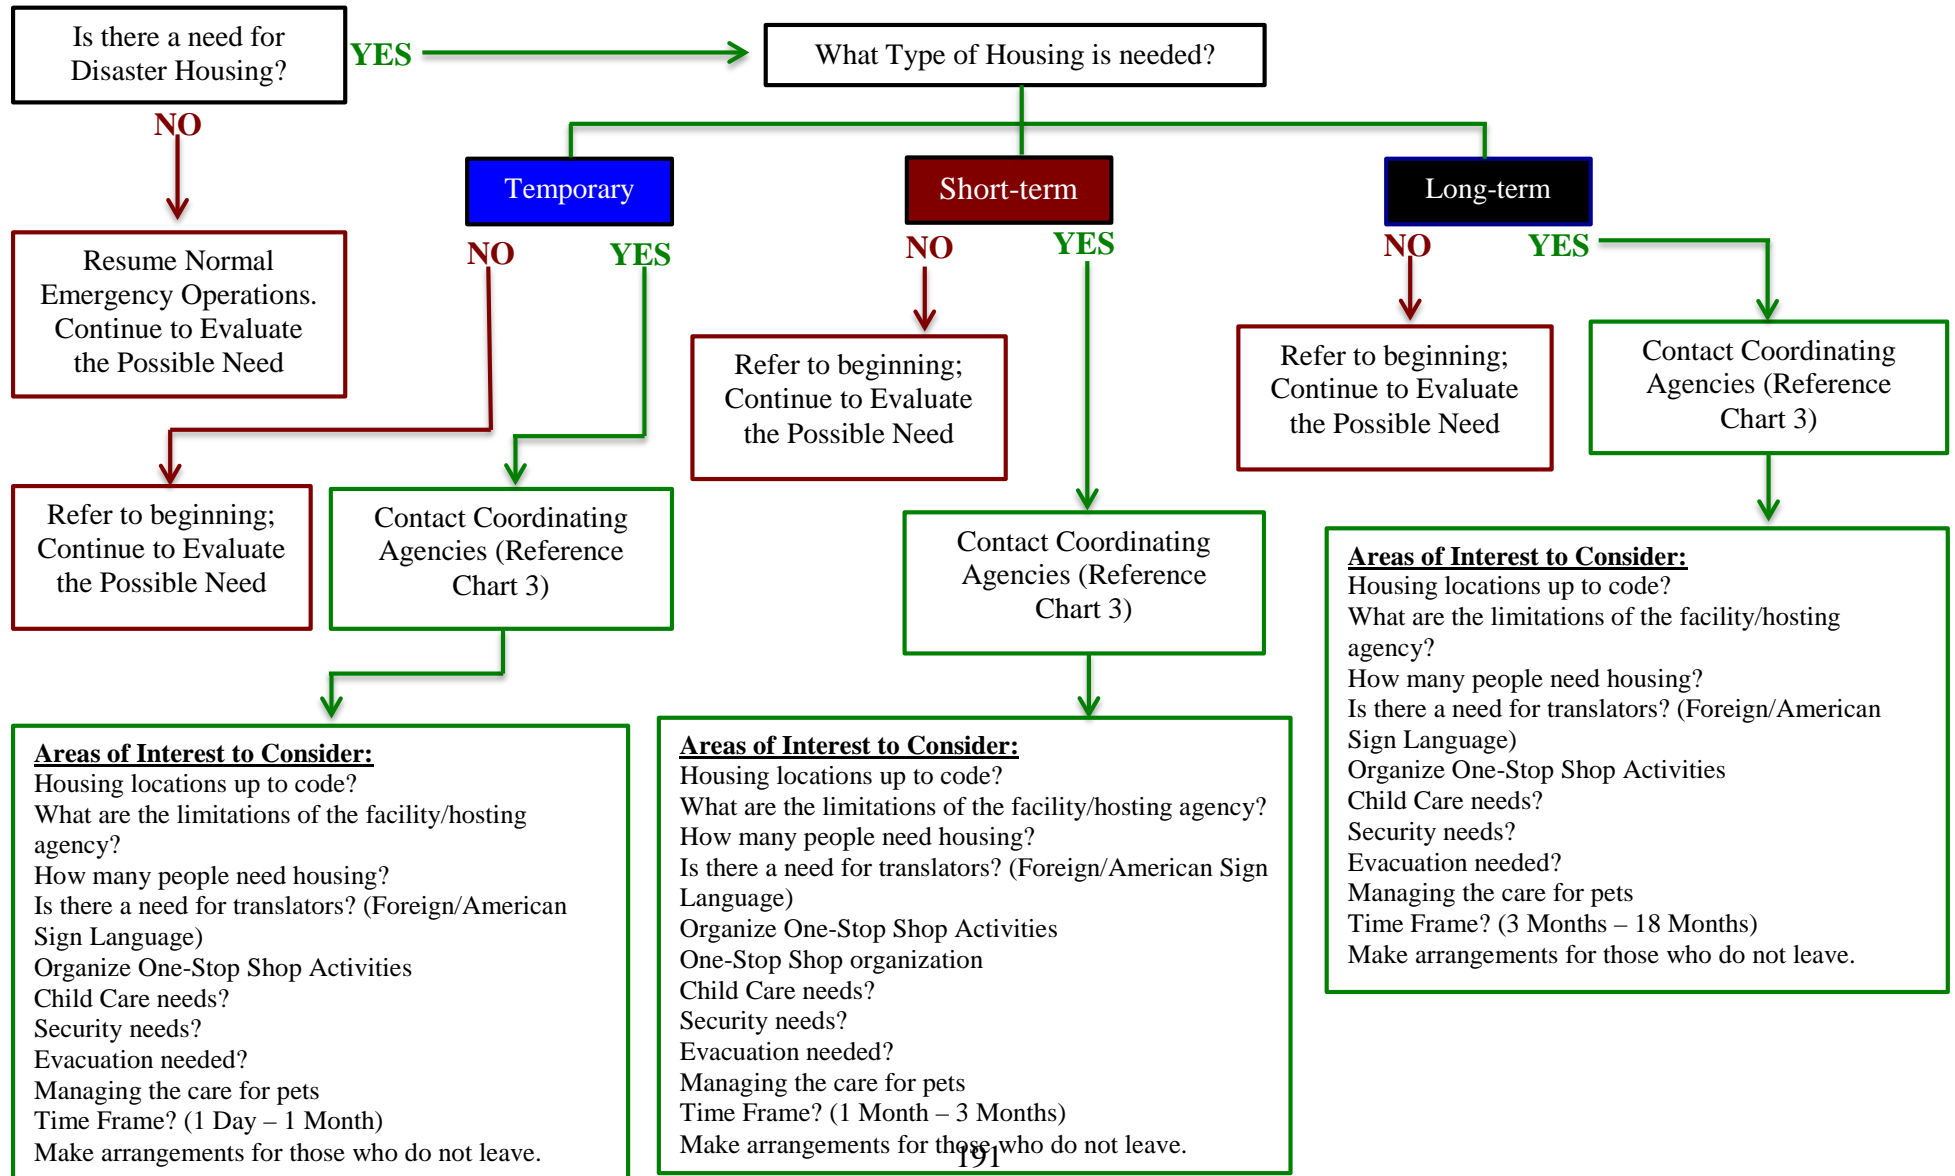 Is there a need for
Disaster Housing?
YES
What Type of Housing is needed?
NO
Temporary
Short-term
Long-term
NO
YES
NO
YES
NO
YES
Resume Normal
Emergency Operations.
Continue to Evaluate
the Possible Need
Refer to beginning;
Continue to Evaluate
the Possible Need
Refer to beginning;
Continue to Evaluate
the Possible Need
Contact Coordinating
Agencies (Reference
Chart 3)
Refer to beginning;
Continue to Evaluate
the Possible Need
Contact Coordinating
Agencies (Reference
Chart 3)
Contact Coordinating
Agencies (Reference
Chart 3)
Areas of Interest to Consider:
Housing locations up to code?
What are the limitations of the facility/hosting
agency?
How many people need housing?
Is there a need for translators? (Foreign/American
Sign Language)
Organize One-Stop Shop Activities
Child Care needs?
Security needs?
Evacuation needed?
Managing the care for pets
Time Frame? (1 Day – 1 Month)
Make arrangements for those who do not leave.
Areas of Interest to Consider:
Housing locations up to code?
What are the limitations of the facility/hosting agency?
How many people need housing?
Is there a need for translators? (Foreign/American Sign
Language)
Organize One-Stop Shop Activities
One-Stop Shop organization
Child Care needs?
Security needs?
Evacuation needed?
Managing the care for pets
Time Frame? (1 Month – 3 Months)
Make arrangements for those who do not leave.
Areas of Interest to Consider:
Housing locations up to code?
What are the limitations of the facility/hosting
agency?
How many people need housing?
Is there a need for translators? (Foreign/American
Sign Language)
Organize One-Stop Shop Activities
Child Care needs?
Security needs?
Evacuation needed?
Managing the care for pets
Time Frame? (3 Months – 18 Months)
Make arrangements for those who do not leave.
191